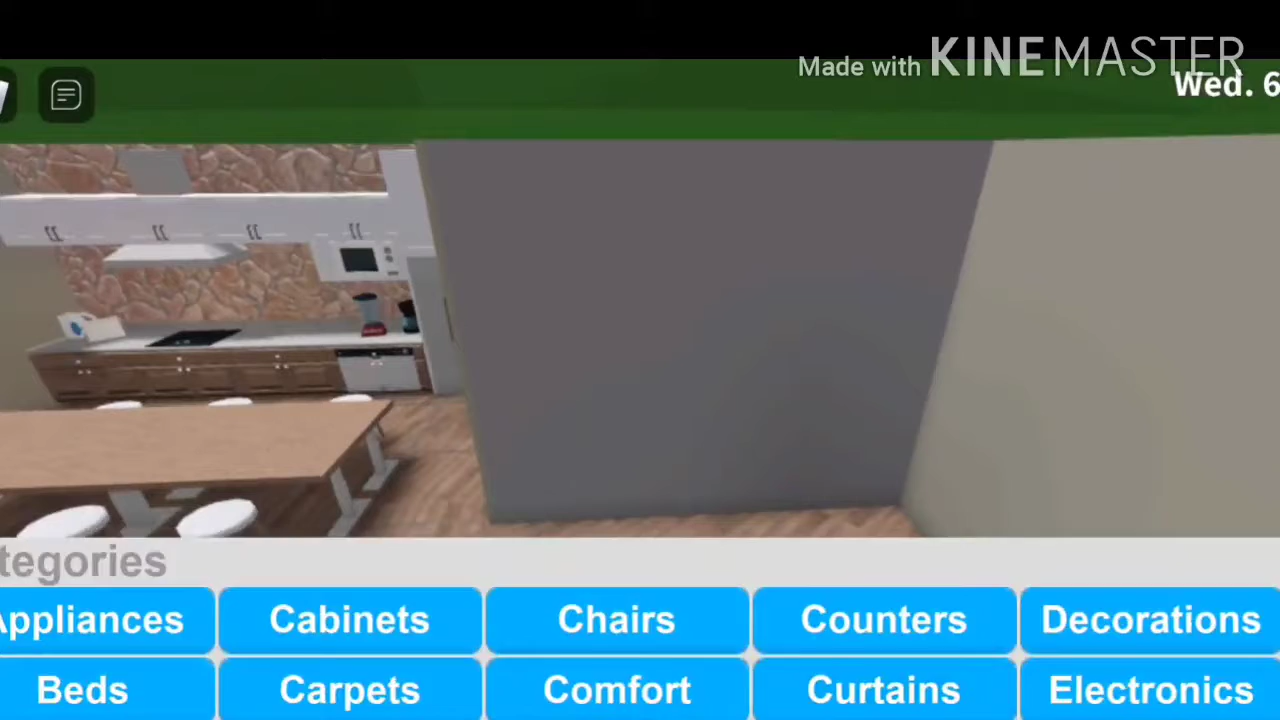 Made with KINEMASTER
Wed. 6
tegories
Appliances Cabinets Chairs Counters Decorations
Beds Carpets Comfort Curtains Electronics